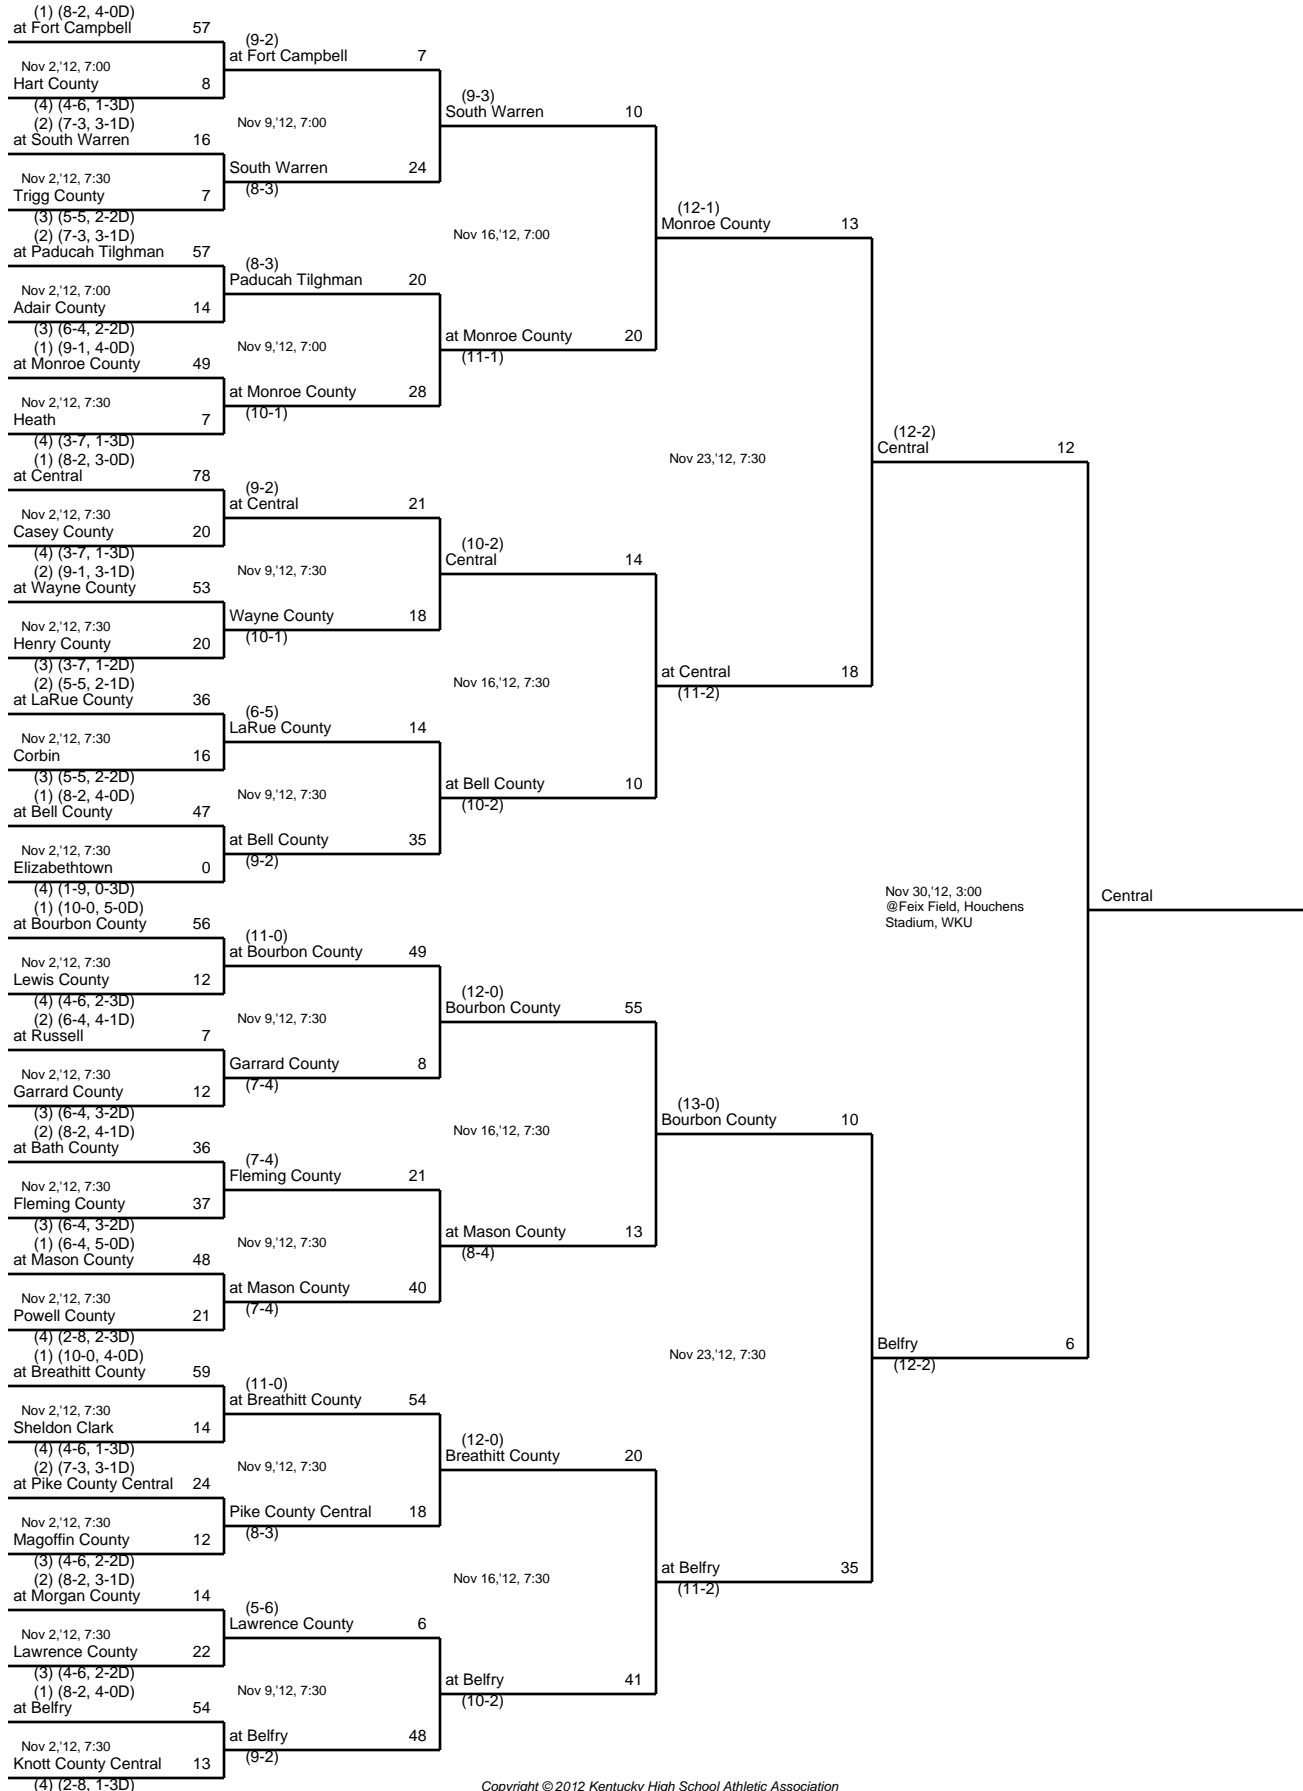 (1) (8-2, 4-0D)
at Fort Campbell 57
Nov 2,'12, 7:00
Hart County 8
(4) (4-6, 1-3D)
(2) (7-3, 3-1D)
at South Warren 16
Nov 2,'12, 7:30
Trigg County 7
(3) (5-5, 2-2D)
(2) (7-3, 3-1D)
at Paducah Tilghman 57
Nov 2,'12, 7:00
Adair County 14
(3) (6-4, 2-2D)
(1) (9-1, 4-0D)
at Monroe County 49
Nov 2,'12, 7:30
Heath 7
(4) (3-7, 1-3D)
(1) (8-2, 3-0D)
at Central 78
Nov 2,'12, 7:30
Casey County 20
(4) (3-7, 1-3D)
(2) (9-1, 3-1D)
at Wayne County 53
Nov 2,'12, 7:30
Henry County 20
(3) (3-7, 1-2D)
(2) (5-5, 2-1D)
at LaRue County 36
Nov 2,'12, 7:30
Corbin 16
(3) (5-5, 2-2D)
(1) (8-2, 4-0D)
at Bell County 47
Nov 2,'12, 7:30
Elizabethtown 0
(4) (1-9, 0-3D)
(1) (10-0, 5-0D)
at Bourbon County 56
Nov 2,'12, 7:30
Lewis County 12
(4) (4-6, 2-3D)
(2) (6-4, 4-1D)
at Russell 7
Nov 2,'12, 7:30
Garrard County 12
(3) (6-4, 3-2D)
(2) (8-2, 4-1D)
at Bath County 36
Nov 2,'12, 7:30
Fleming County 37
(3) (6-4, 3-2D)
(1) (6-4, 5-0D)
at Mason County 48
Nov 2,'12, 7:30
Powell County 21
(4) (2-8, 2-3D)
(1) (10-0, 4-0D)
at Breathitt County 59
Nov 2,'12, 7:30
Sheldon Clark 14
(4) (4-6, 1-3D)
(2) (7-3, 3-1D)
at Pike County Central 24
Nov 2,'12, 7:30
Magoffin County 12
(3) (4-6, 2-2D)
(2) (8-2, 3-1D)
at Morgan County 14
Nov 2,'12, 7:30
Lawrence County 22
(3) (4-6, 2-2D)
(1) (8-2, 4-0D)
at Belfry 54
Nov 2,'12, 7:30
Knott County Central 13
(4) (2-8, 1-3D)
(9-2)
at Fort Campbell 7
Nov 9,'12, 7:00
South Warren 24
(8-3)
(8-3)
Paducah Tilghman 20
Nov 9,'12, 7:00
at Monroe County 28
(10-1)
(9-2)
at Central 21
Nov 9,'12, 7:30
Wayne County 18
(10-1)
(6-5)
LaRue County 14
Nov 9,'12, 7:30
at Bell County 35
(9-2)
(11-0)
at Bourbon County 49
Nov 9,'12, 7:30
Garrard County 8
(7-4)
(7-4)
Fleming County 21
Nov 9,'12, 7:30
at Mason County 40
(7-4)
(11-0)
at Breathitt County 54
Nov 9,'12, 7:30
Pike County Central 18
(8-3)
(5-6)
Lawrence County 6
Nov 9,'12, 7:30
at Belfry 48
(9-2)
(9-3)
South Warren 10
Nov 16,'12, 7:00
at Monroe County 20
(11-1)
(10-2)
Central 14
Nov 16,'12, 7:30
at Bell County 10
(10-2)
(12-0)
Bourbon County 55
Nov 16,'12, 7:30
at Mason County 13
(8-4)
(12-0)
Breathitt County 20
Nov 16,'12, 7:30
at Belfry 41
(10-2)
(12-1)
Monroe County 13
Nov 23,'12, 7:30
at Central 18
(11-2)
(13-0)
Bourbon County 10
Nov 23,'12, 7:30
at Belfry 35
(11-2)
(12-2)
Central 12
Nov 30,'12, 3:00
@Feix Field, Houchens
Stadium, WKU
Belfry 6
(12-2)
Central
Copyright © 2012 Kentucky High School Athletic Association